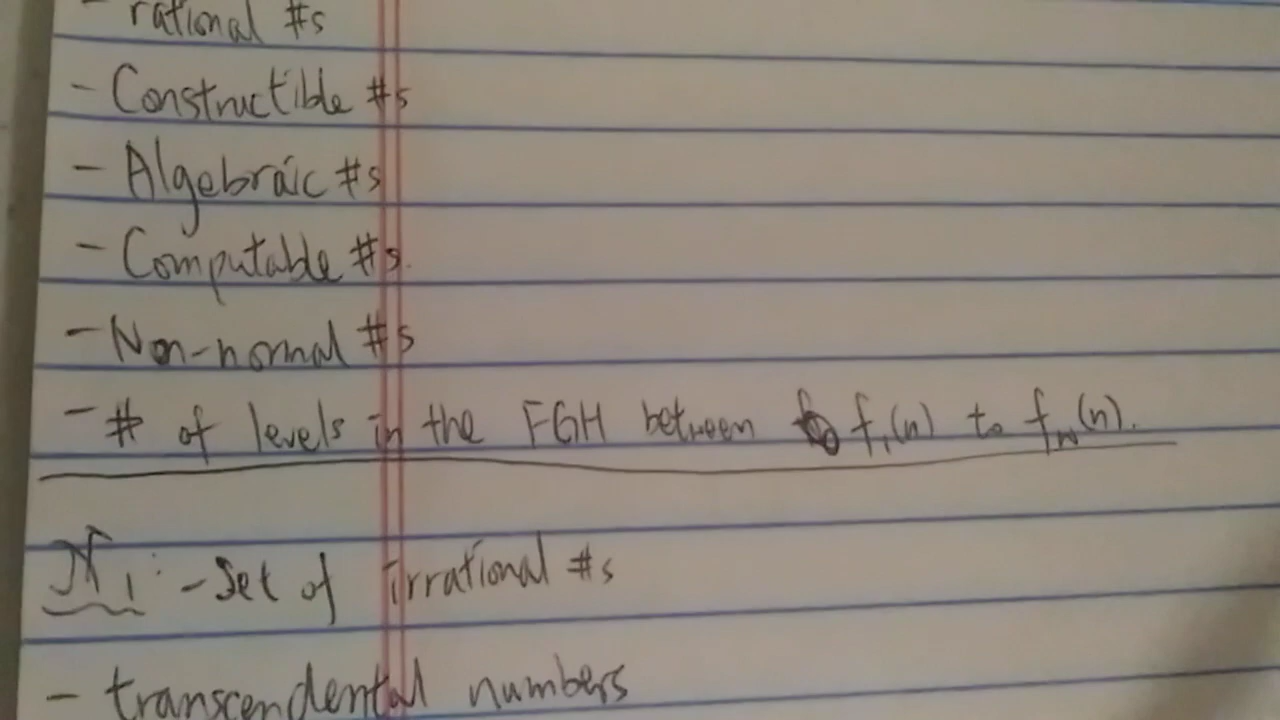 - rational #s
- Constructible #s
- Algebraic #s
- Computable #s.
- Non-normal #s
- # of levels in the FGH between f₁(n) to f_w(n).
ℵ₁: - Set of irrational #s
- transcendental numbers